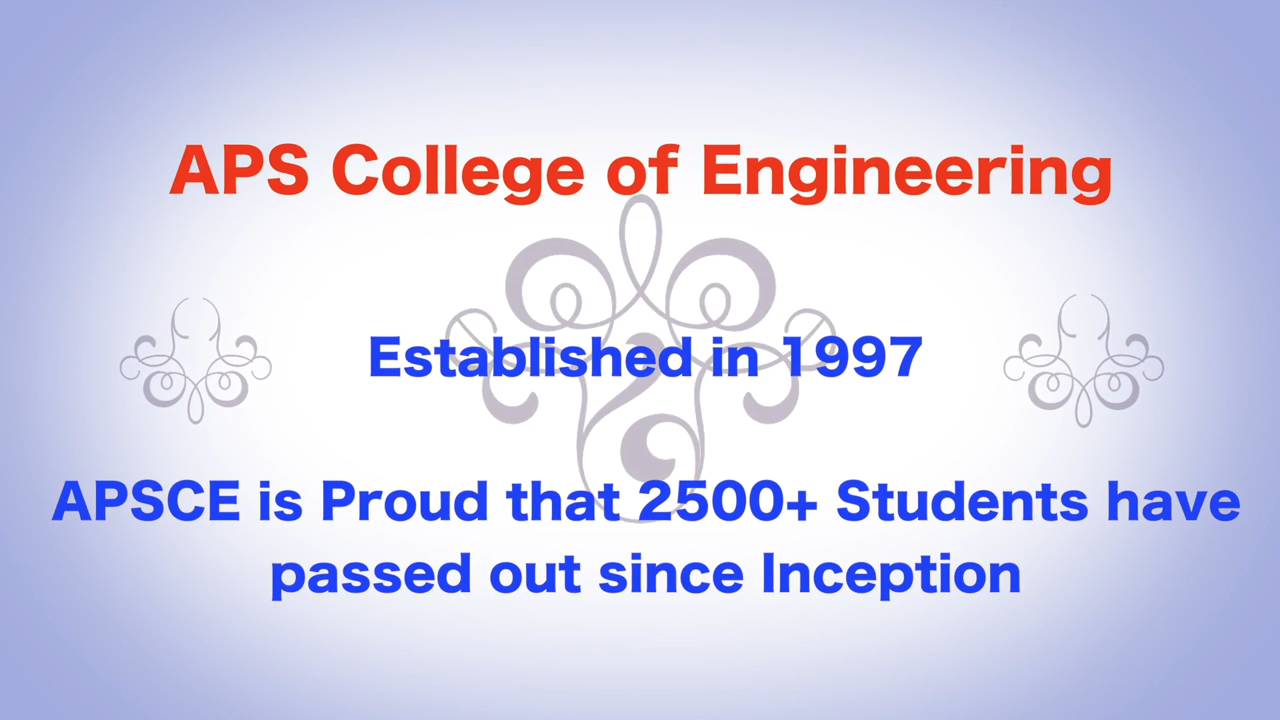 APS College of Engineering
Established in 1997
APSCE is Proud that 2500+ Students have
passed out since Inception